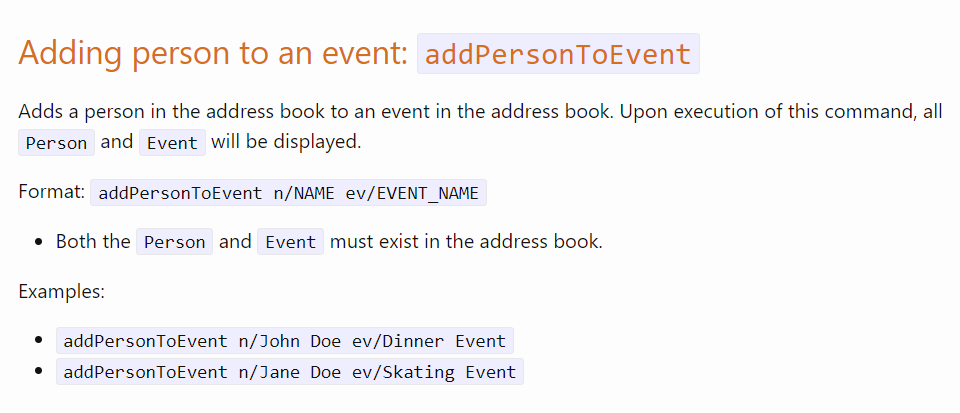 Adding person to an event: addPersonToEvent
Adds a person in the address book to an event in the address book. Upon execution of this command, all
Person and Event will be displayed.
Format: addPersonToEvent n/NAME ev/EVENT_NAME
• Both the Person and Event must exist in the address book.
Examples:
• addPersonToEvent n/John Doe ev/Dinner Event
• addPersonToEvent n/Jane Doe ev/Skating Event